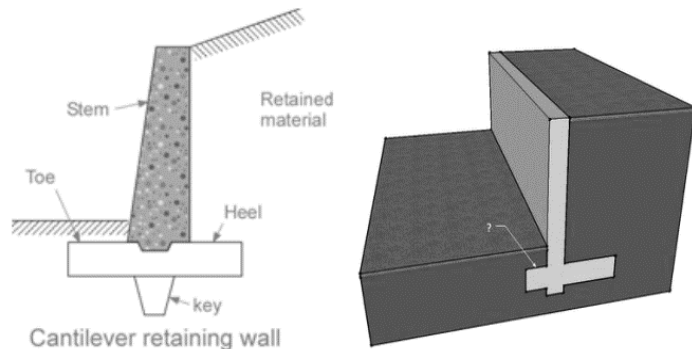 Stem
Retained
material
Toe
Heel
key
Cantilever retaining wall
?